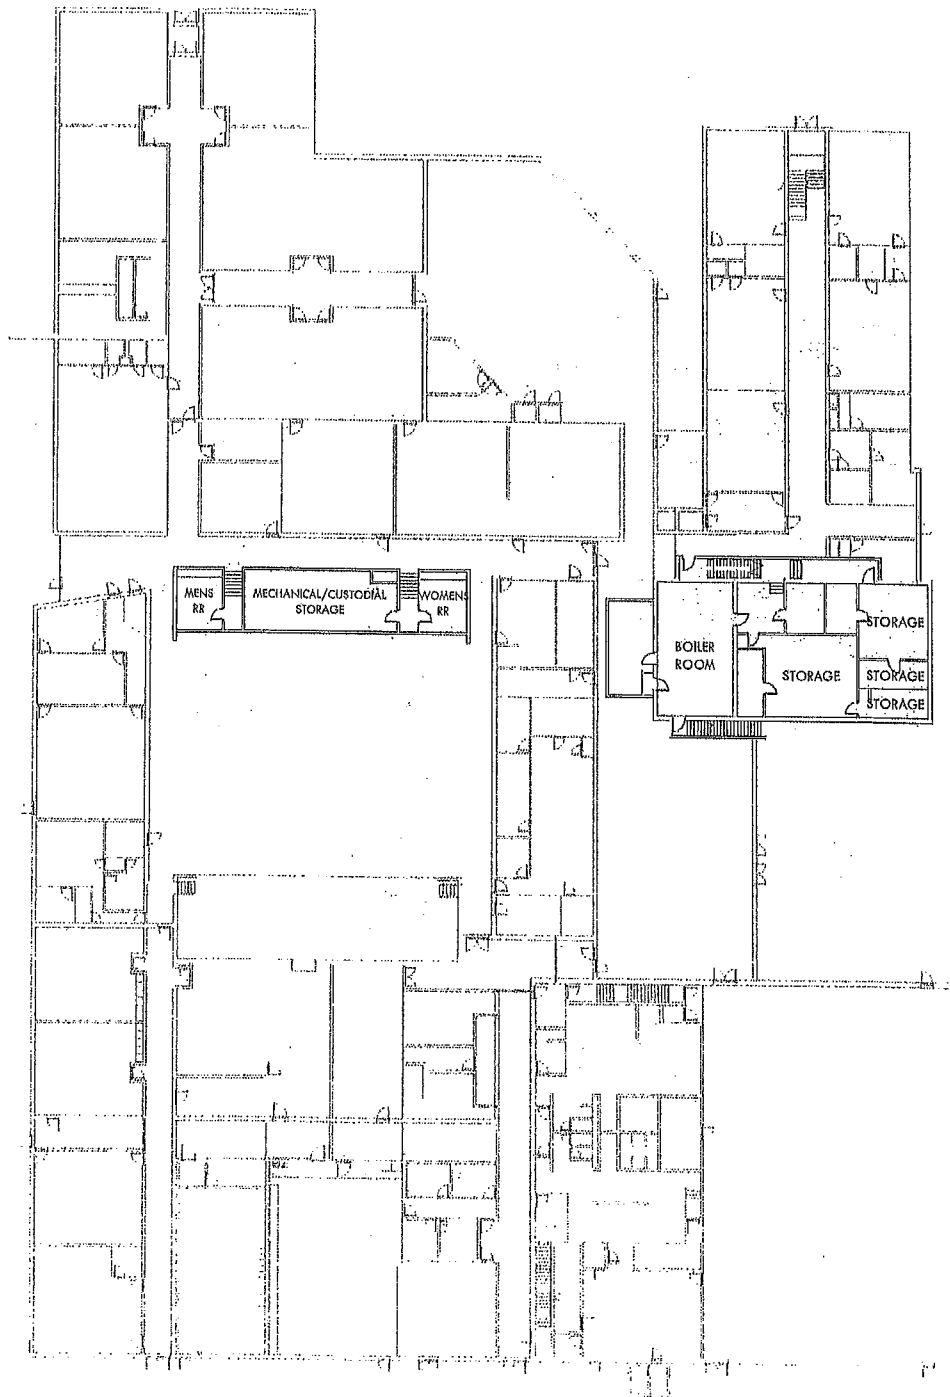 MENS
RR
MECHANICAL/CUSTODIAL
STORAGE
WOMENS
RR
BOILER
ROOM
STORAGE
STORAGE
STORAGE
STORAGE